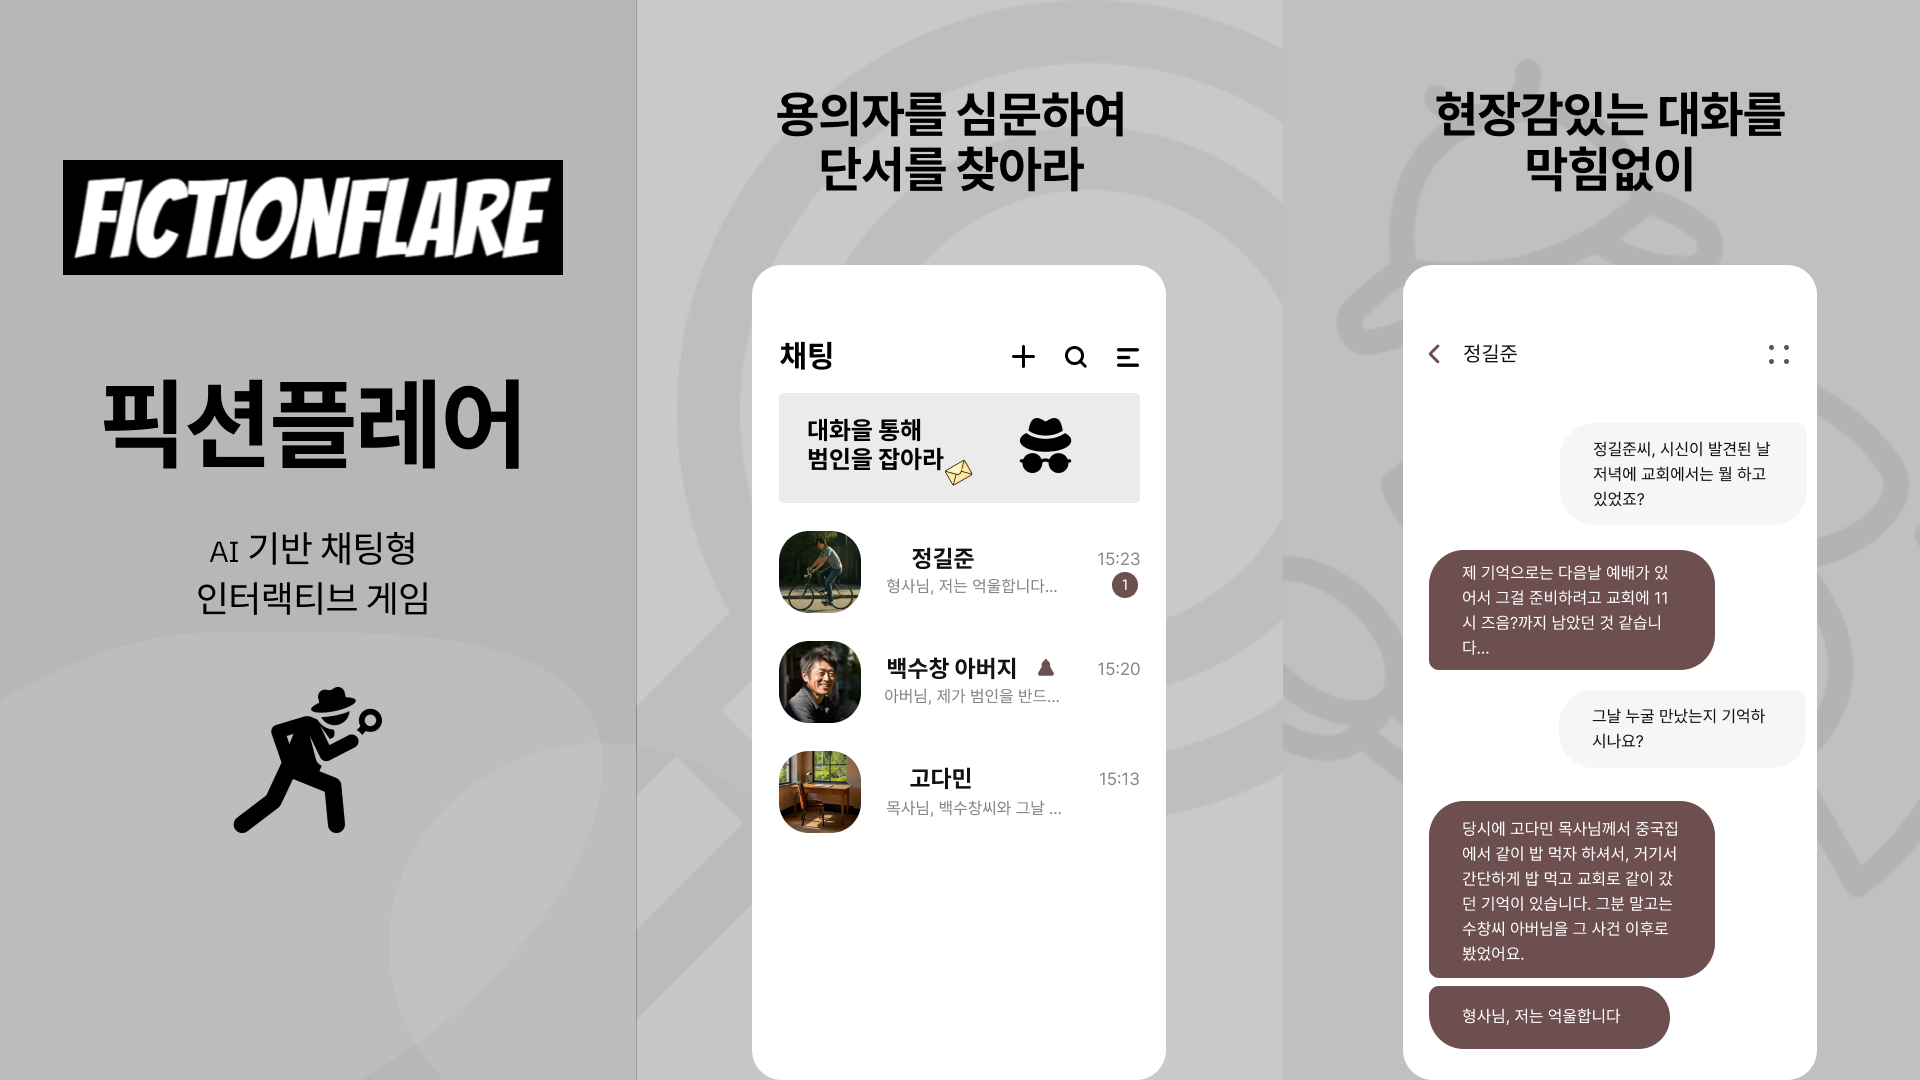 FICTIONFLARE
픽션플레어
AI 기반 채팅형
인터랙티브 게임
용의자를 심문하여
단서를 찾아라
채팅
대화을 통해
범인을 잡아라
정길준
15:23
형사님, 저는 억울합니다...
1
백수창 아버지
15:20
아버님, 제가 범인을 반드...
고다민
15:13
목사님, 백수창씨와 그날 ...
현장감있는 대화를
막힘없이
정길준
정길준씨, 시신이 발견된 날
저녁에 교회에서는 뭘 하고
있었죠?
제 기억으로는 다음날 예배가 있
어서 그걸 준비하려고 교회에 11
시 즈음?까지 남았던 것 같습니
다...
그날 누굴 만났는지 기억하
시나요?
당시에 고다민 목사님께서 중국집
에서 같이 밥 먹자 하셔서, 거기서
간단하게 밥 먹고 교회로 같이 갔
던 기억이 있습니다. 그분 말고는
수창씨 아버님을 그 사건 이후로
봤었어요.
형사님, 저는 억울합니다